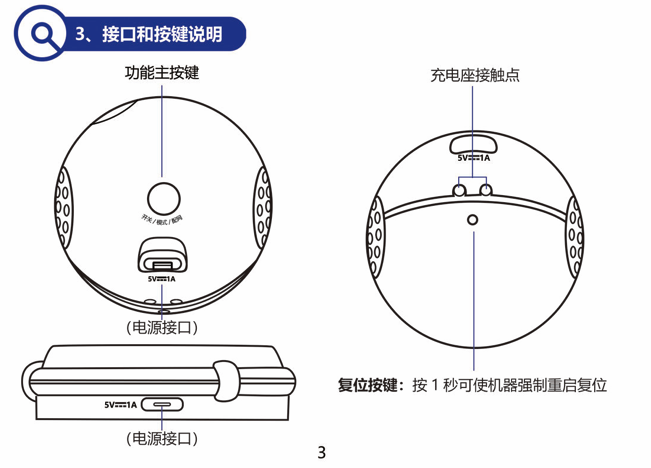 3、接口和按键说明
功能主按键
开关/模式/配网
5V⎓1A
(电源接口)
5V⎓1A
(电源接口)
充电座接触点
5V⎓1A
复位按键：按 1 秒可使机器强制重启复位
3